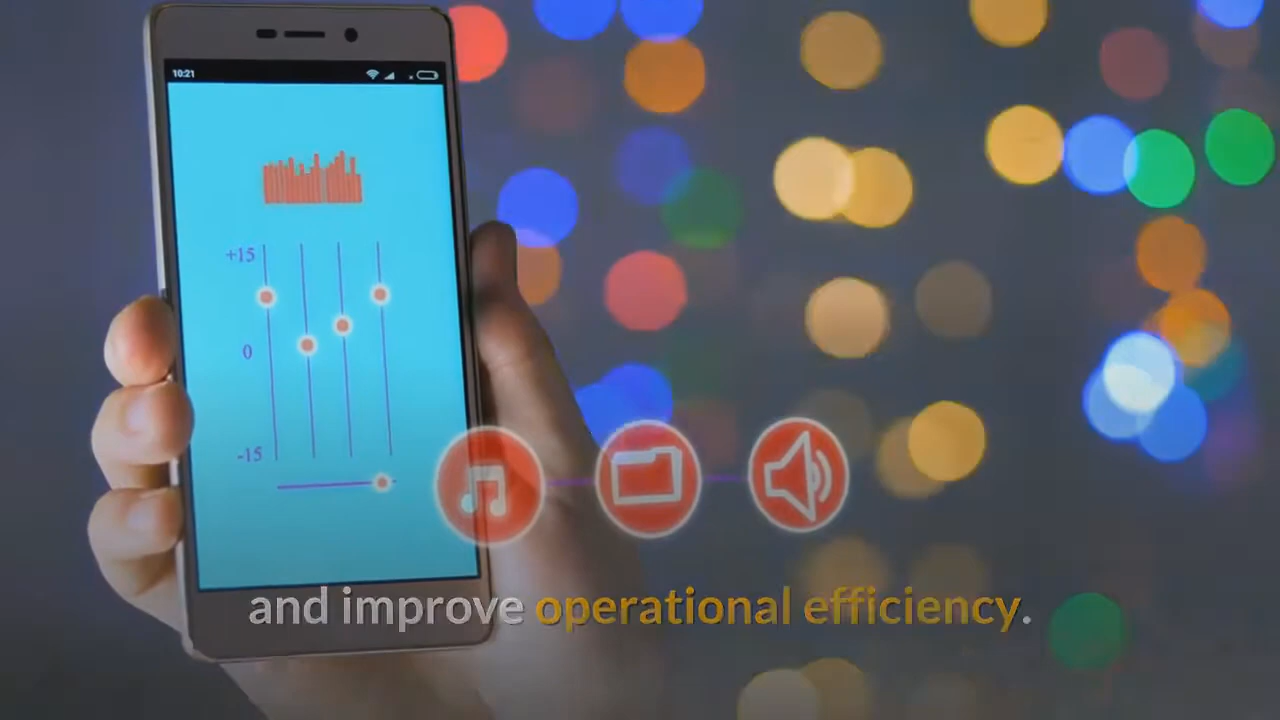 10:21
+15
0
-15
and improve operational efficiency.